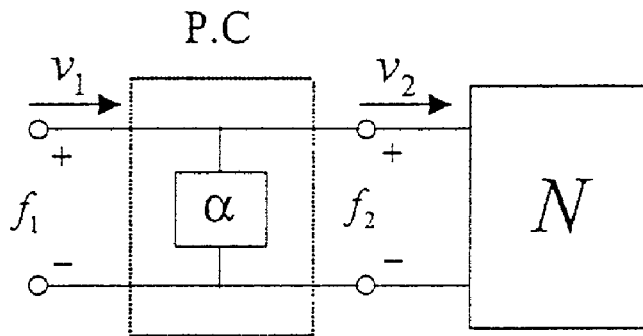 P.C
v₁
v₂
+
+
f₁
α
f₂
N
−
−